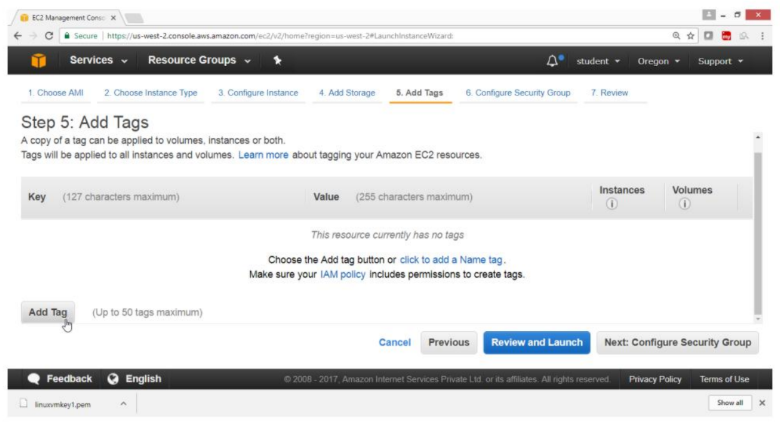 EC2 Management Conso
Secure https://us-west-2.console.aws.amazon.com/ec2/v2/home?region=us-west-2#LaunchInstanceWizard:
Services Resource Groups student Oregon Support
1. Choose AMI 2. Choose Instance Type 3. Configure Instance 4. Add Storage 5. Add Tags 6. Configure Security Group 7. Review
Step 5: Add Tags
A copy of a tag can be applied to volumes, instances or both.
Tags will be applied to all instances and volumes. Learn more about tagging your Amazon EC2 resources.
Key (127 characters maximum) Value (255 characters maximum) Instances Volumes
This resource currently has no tags
Choose the Add tag button or click to add a Name tag.
Make sure your IAM policy includes permissions to create tags.
Add Tag (Up to 50 tags maximum)
Cancel Previous Review and Launch Next: Configure Security Group
Feedback English © 2008 - 2017, Amazon Internet Services Private Ltd. or its affiliates. All rights reserved. Privacy Policy Terms of Use
linuxvmkey1.pem Show all